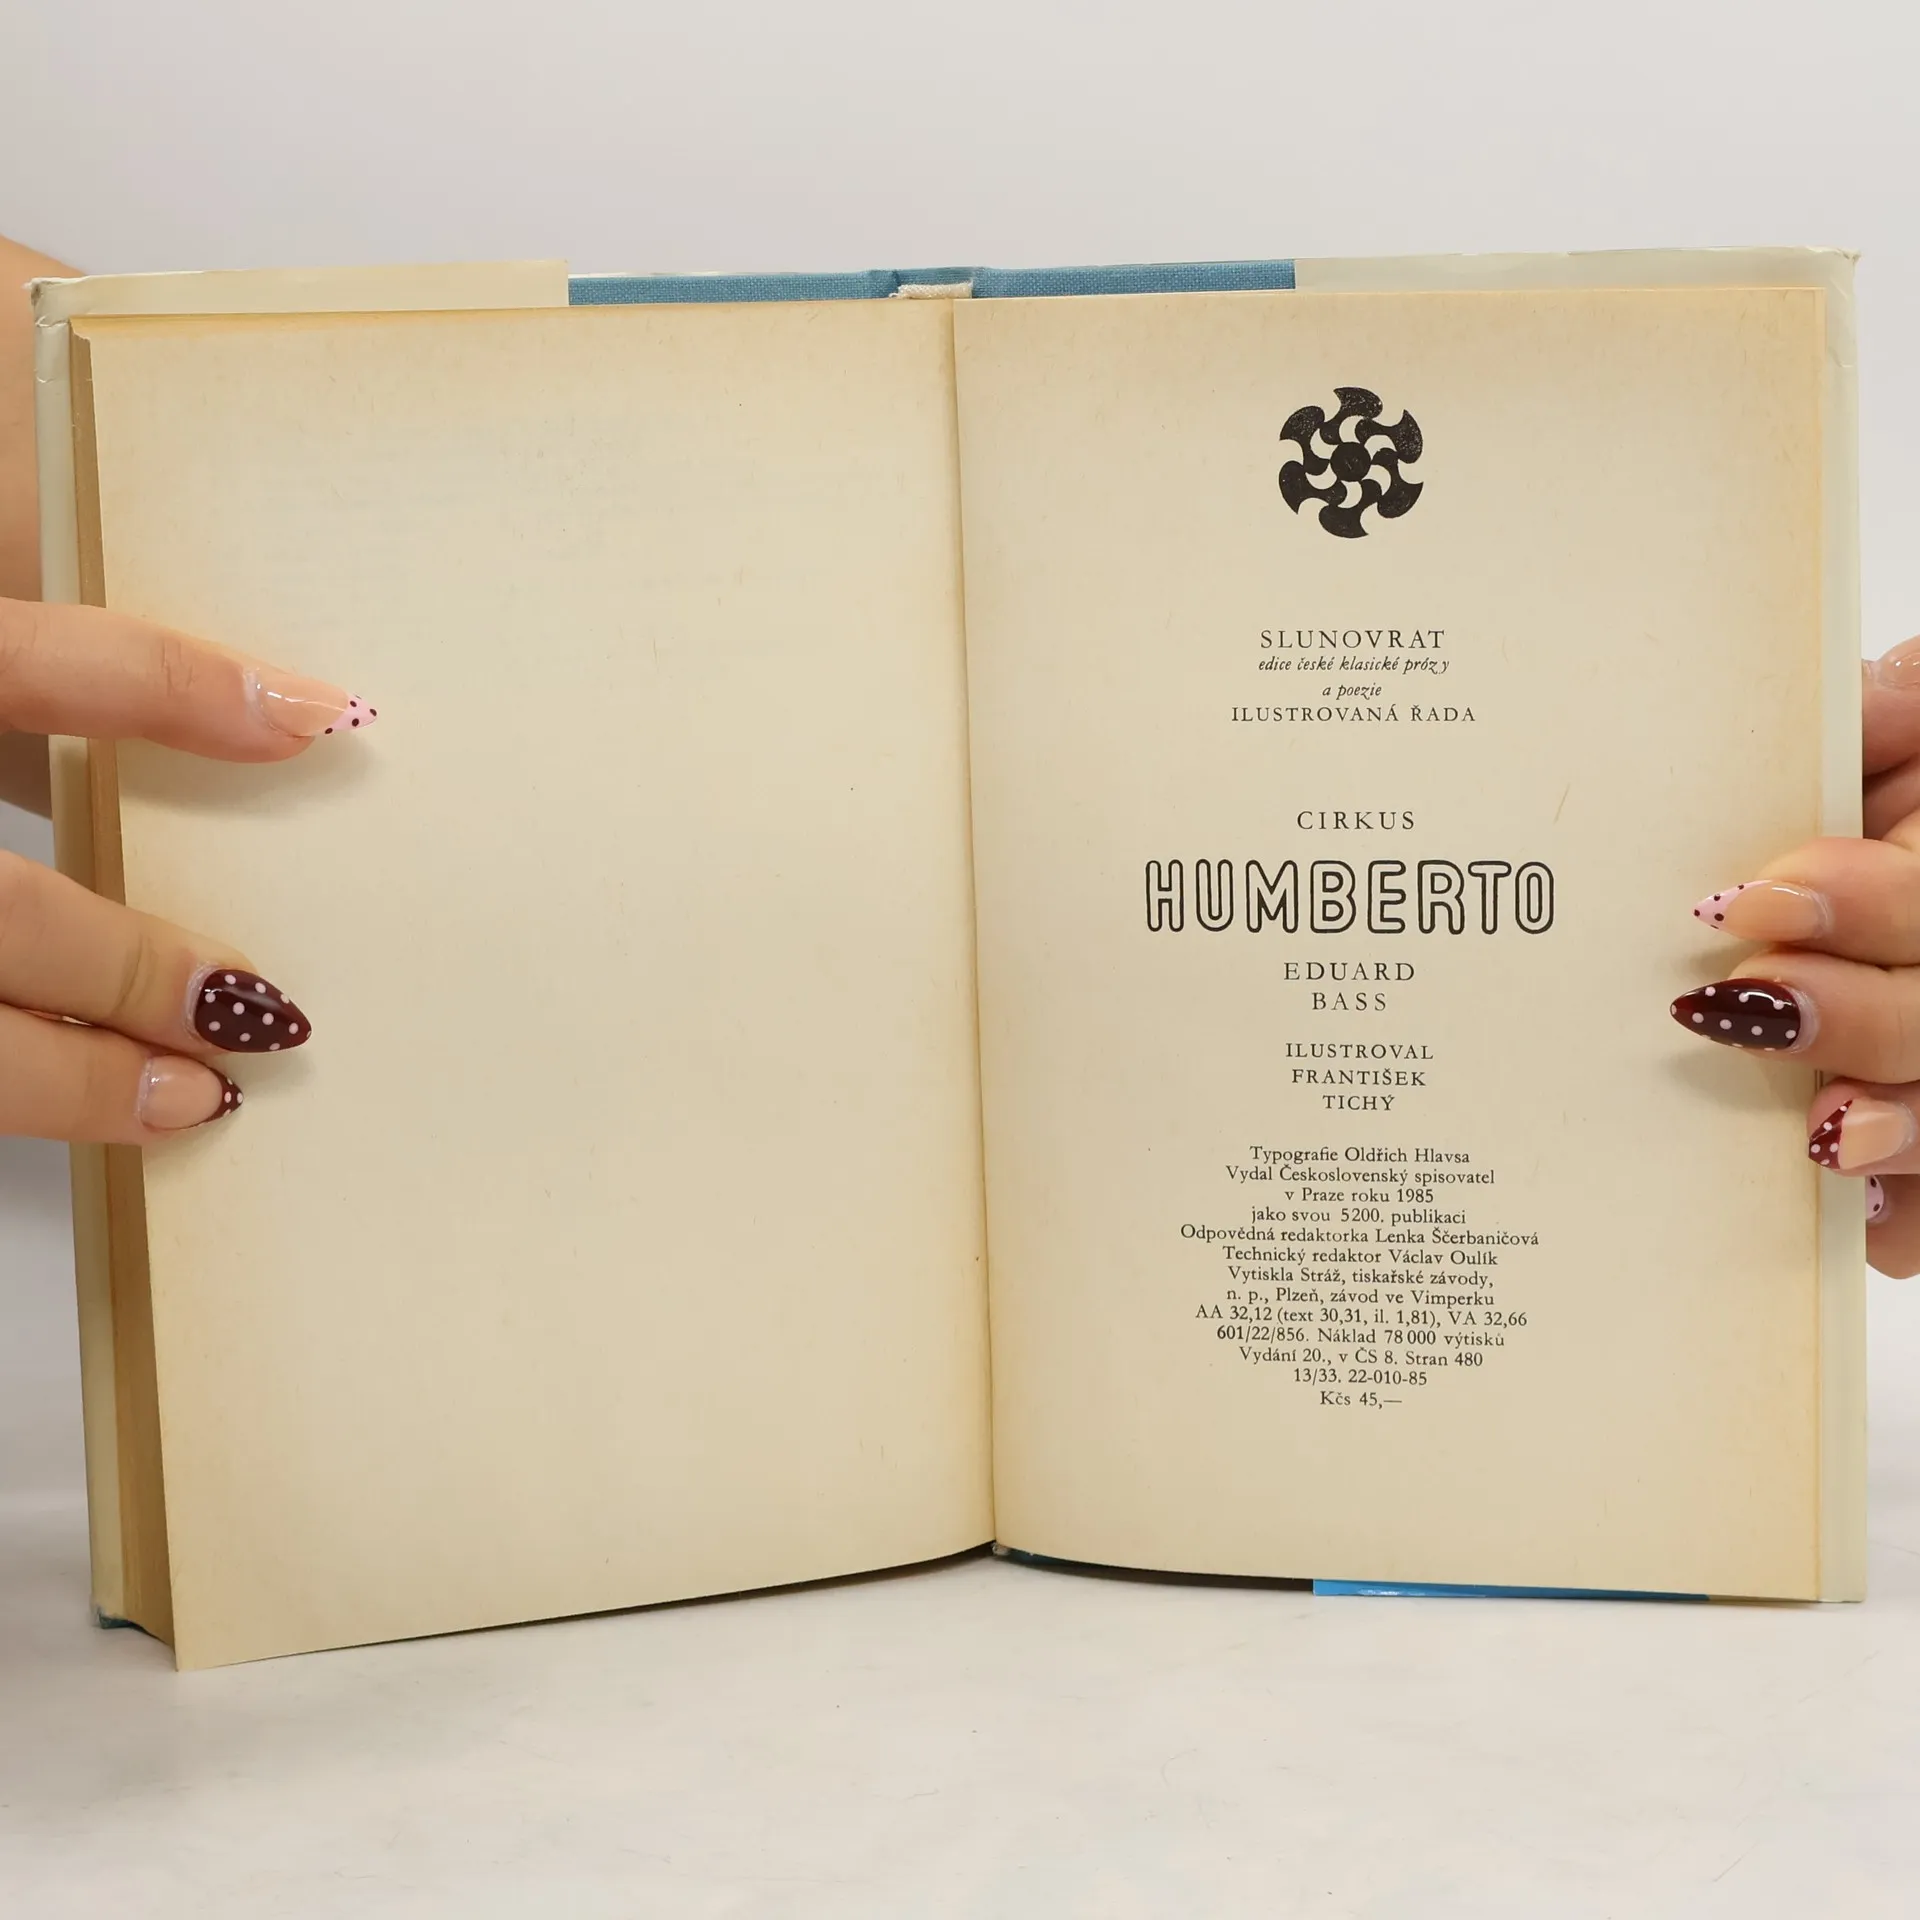 SLUNOVRAT
edice české klasické prózy
a poezie
ILUSTROVANÁ ŘADA
CIRKUS
HUMBERTO
EDUARD
BASS
ILUSTROVAL
FRANTIŠEK
TICHÝ
Typografie Oldřich Hlavsa
Vydal Československý spisovatel
v Praze roku 1985
jako svou 5200. publikaci
Odpovědná redaktorka Lenka Ščerbaničová
Technický redaktor Václav Oulík
Vytiskla Stráž, tiskařské závody,
n. p., Plzeň, závod ve Vimperku
AA 32,12 (text 30,31, il. 1,81), VA 32,66
601/22/856. Náklad 78 000 výtisků
Vydání 20., v ČS 8. Stran 480
13/33. 22-010-85
Kčs 45,—